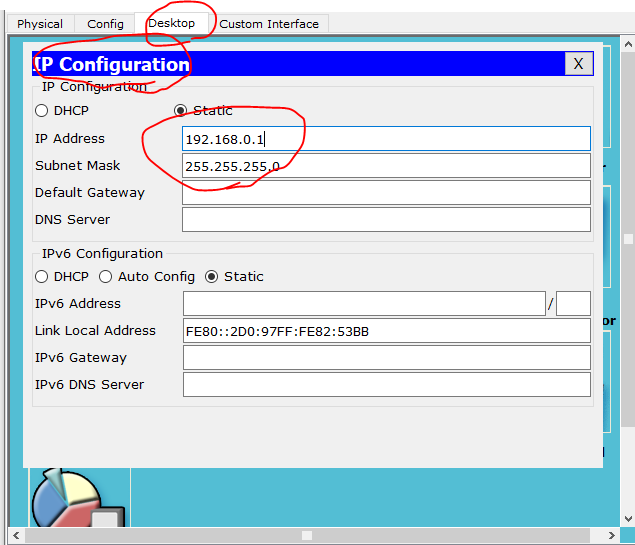 Physical Config Desktop Custom Interface
IP Configuration X
IP Configuration
DHCP Static
IP Address 192.168.0.1
Subnet Mask 255.255.255.0
Default Gateway
DNS Server
IPv6 Configuration
DHCP Auto Config Static
IPv6 Address /
Link Local Address FE80::2D0:97FF:FE82:53BB
IPv6 Gateway
IPv6 DNS Server